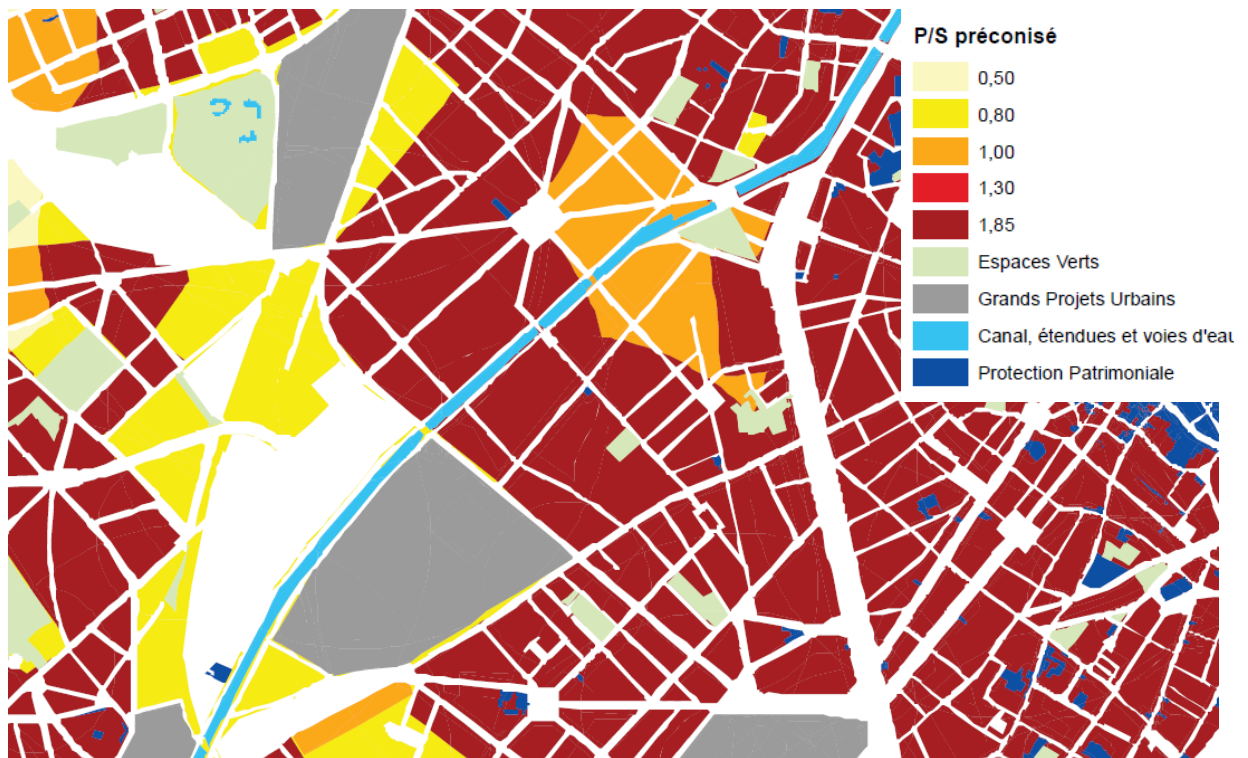 P/S préconisé
0,50
0,80
1,00
1,30
1,85
Espaces Verts
Grands Projets Urbains
Canal, étendues et voies d'eau
Protection Patrimoniale